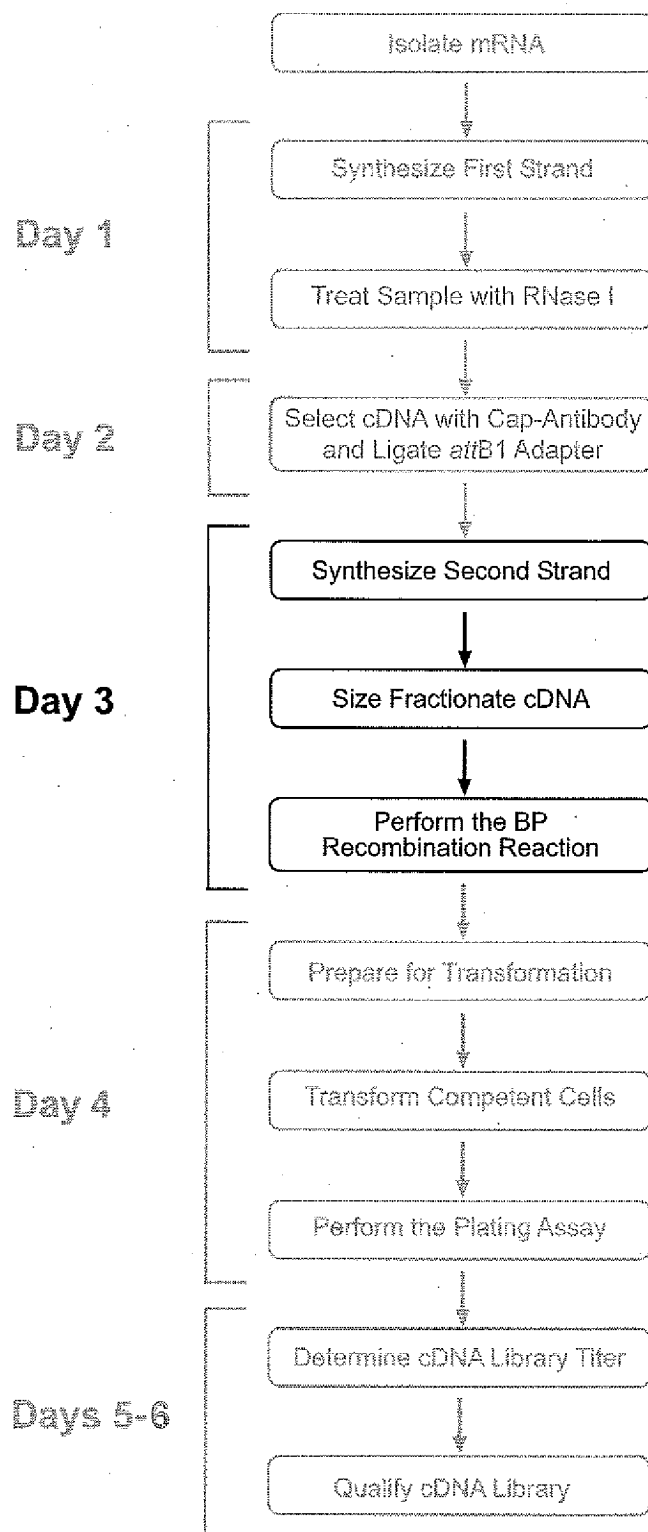 Isolate mRNA
Synthesize First Strand
Day 1
Treat Sample with RNase I
Select cDNA with Cap-Antibody
and Ligate attB1 Adapter
Day 2
Synthesize Second Strand
Day 3
Size Fractionate cDNA
Perform the BP
Recombination Reaction
Prepare for Transformation
Day 4
Transform Competent Cells
Perform the Plating Assay
Determine cDNA Library Titer
Days 5-6
Qualify cDNA Library